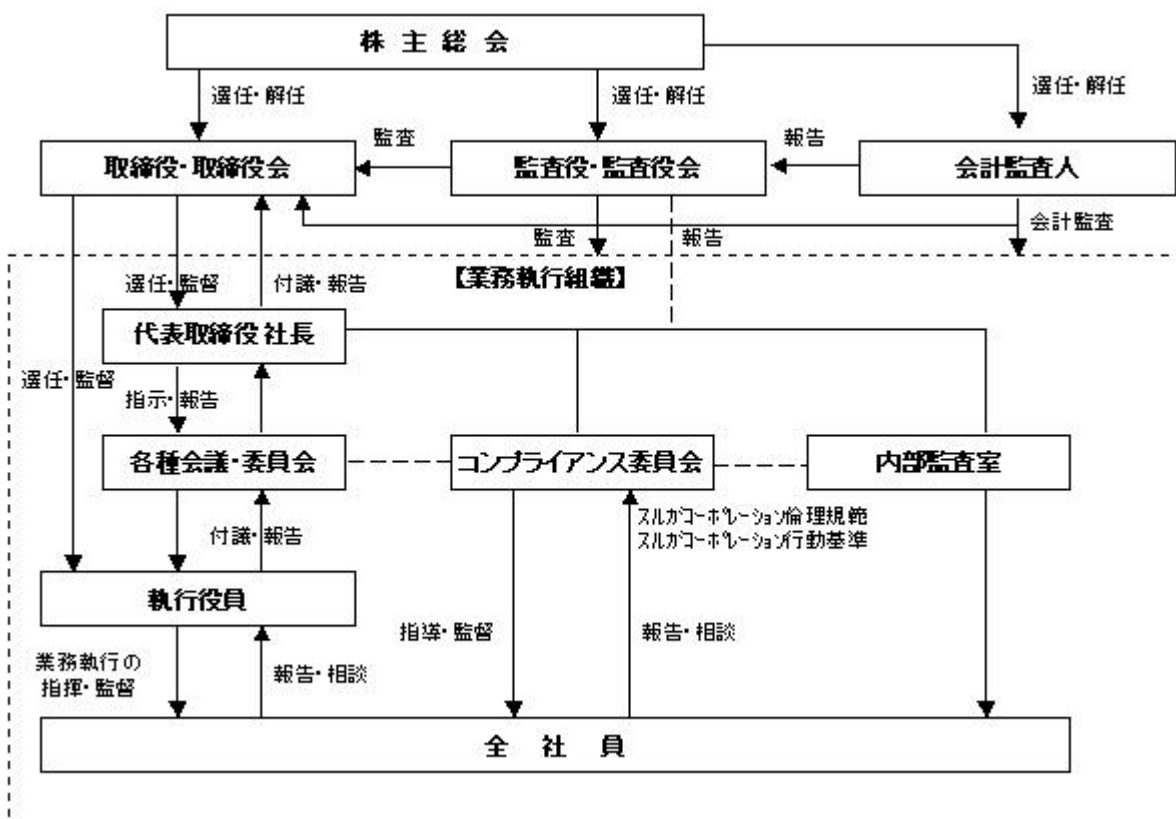 株 主 総 会
選任・解任
選任・解任
選任・解任
監査
報告
取締役・取締役会
監査役・監査役会
会計監査人
監査
報告
会計監査
【業務執行組織】
選任・監督
付議・報告
代表取締役社長
選任・監督
指示・報告
各種会議・委員会
コンプライアンス委員会
内部監査室
スルガコーポレーション倫理規範
スルガコーポレーション行動基準
付議・報告
執行役員
指導・監督
報告・相談
業務執行の
指揮・監督
報告・相談
全 社 員